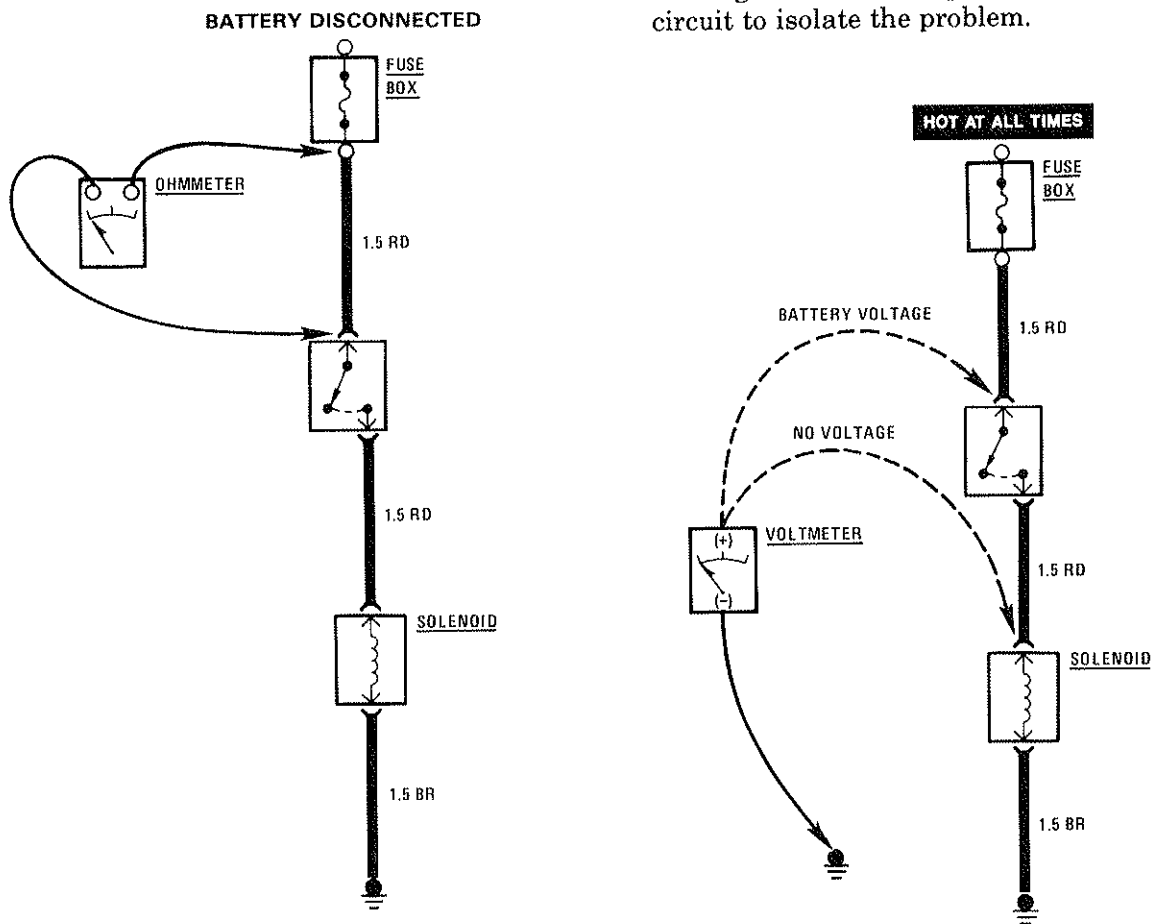 BATTERY DISCONNECTED
FUSE
BOX
OHMMETER
1.5 RD
1.5 RD
SOLENOID
1.5 BR
circuit to isolate the problem.
HOT AT ALL TIMES
FUSE
BOX
BATTERY VOLTAGE
1.5 RD
NO VOLTAGE
VOLTMETER
(+)
(−)
1.5 RD
SOLENOID
1.5 BR